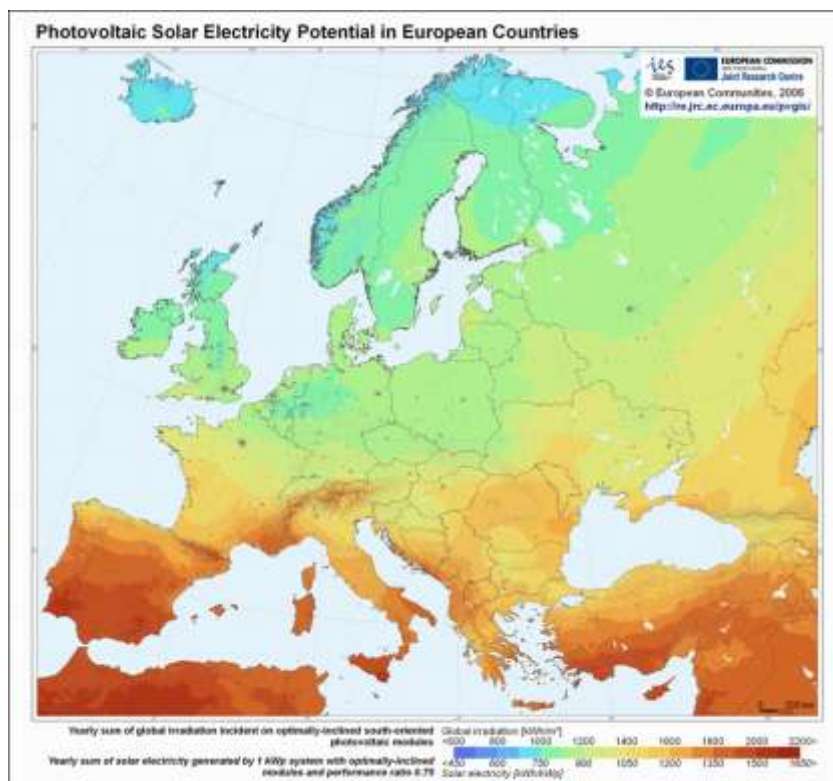 Photovoltaic Solar Electricity Potential in European Countries
EUROPEAN COMMISSION
Joint Research Centre
© European Communities, 2006
http://re.jrc.ec.europa.eu/pvgis/
Yearly sum of global irradiation incident on optimally-inclined south-oriented
photovoltaic modules
Global irradiation [kWh/m²]
<600 800 1000 1200 1400 1600 1800 2000 2200>
Yearly sum of solar electricity generated by 1 kWp system with optimally-inclined
modules and performance ratio 0.75
<450 600 750 900 1050 1200 1350 1500 1650>
Solar electricity [kWh/kWp]